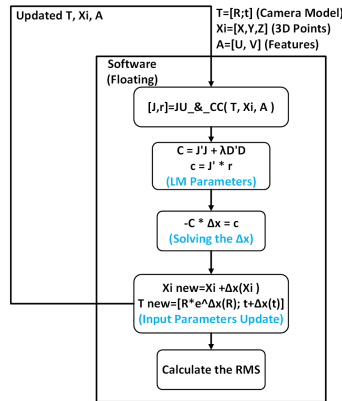 Updated T, Xi, A
T=[R;t] (Camera Model)
Xi=[X,Y,Z] (3D Points)
A=[U, V] (Features)
Software
(Floating)
[J,r]=JU_&_CC( T, Xi, A )
C = J'J + λD'D
c = J' * r
(LM Parameters)
-C * Δx = c
(Solving the Δx)
Xi new=Xi +Δx(Xi )
T new=[R*e^Δx(R); t+Δx(t)]
(Input Parameters Update)
Calculate the RMS